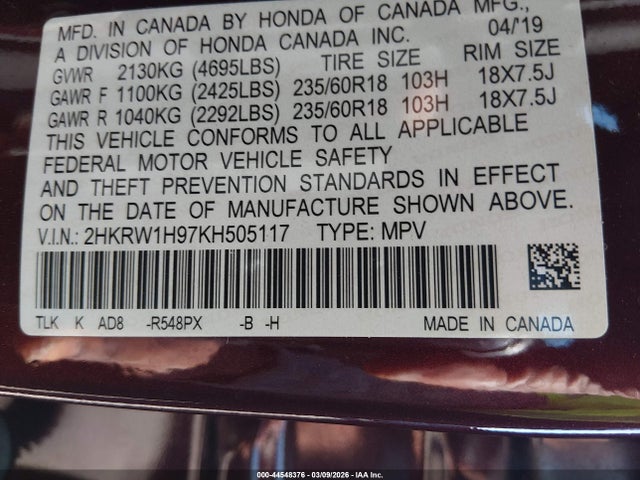 MFD. IN CANADA BY HONDA OF CANADA MFG.,
A DIVISION OF HONDA CANADA INC. 04/19
GVWR 2130KG (4695LBS) TIRE SIZE RIM SIZE
GAWR F 1100KG (2425LBS) 235/60R18 103H 18X7.5J
GAWR R 1040KG (2292LBS) 235/60R18 103H 18X7.5J
THIS VEHICLE CONFORMS TO ALL APPLICABLE
FEDERAL MOTOR VEHICLE SAFETY
AND THEFT PREVENTION STANDARDS IN EFFECT
ON THE DATE OF MANUFACTURE SHOWN ABOVE.
V.I.N.: 2HKRW1H97KH505117 TYPE: MPV
TLK K AD8 -R548PX -B -H MADE IN CANADA
000-44548376 | 03/09/2026 | IAA Inc.